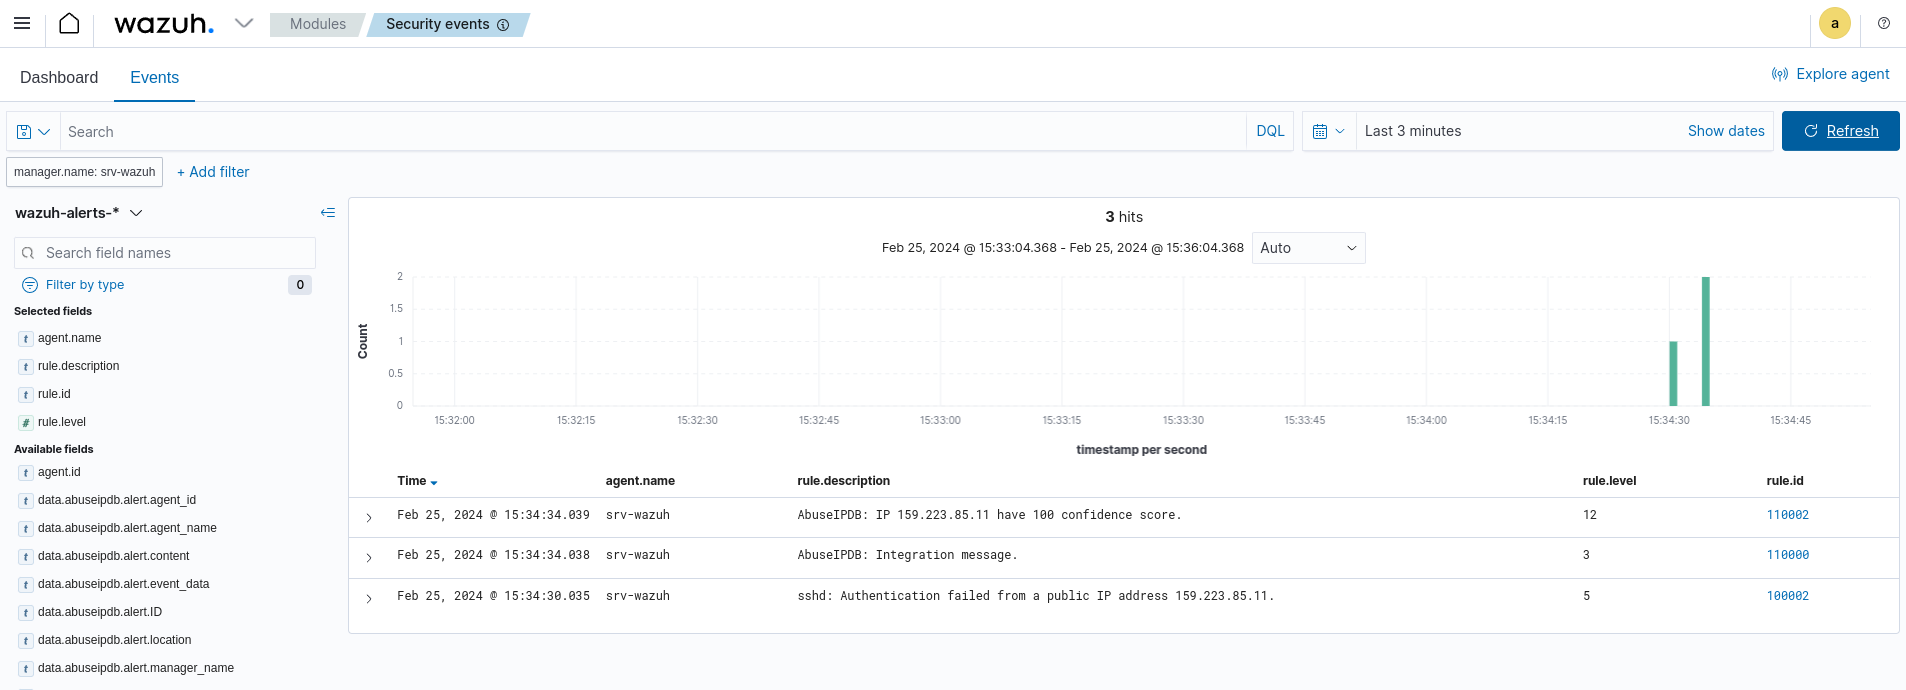 wazuh.
Modules
Security events
a
Dashboard
Events
Explore agent
Search
DQL
Last 3 minutes
Show dates
Refresh
manager.name: srv-wazuh
+ Add filter
wazuh-alerts-*
Search field names
Filter by type
0
Selected fields
t agent.name
t rule.description
t rule.id
# rule.level
Available fields
t agent.id
t data.abuseipdb.alert.agent_id
t data.abuseipdb.alert.agent_name
t data.abuseipdb.alert.content
t data.abuseipdb.alert.event_data
t data.abuseipdb.alert.ID
t data.abuseipdb.alert.location
t data.abuseipdb.alert.manager_name
3 hits
Feb 25, 2024 @ 15:33:04.368 - Feb 25, 2024 @ 15:36:04.368
Auto
Count
2
1.5
1
0.5
0
15:32:00 15:32:15 15:32:30 15:32:45 15:33:00 15:33:15 15:33:30 15:33:45 15:34:00 15:34:15 15:34:30 15:34:45
timestamp per second
Time agent.name rule.description rule.level rule.id
Feb 25, 2024 @ 15:34:34.039 srv-wazuh AbuseIPDB: IP 159.223.85.11 have 100 confidence score. 12 110002
Feb 25, 2024 @ 15:34:34.038 srv-wazuh AbuseIPDB: Integration message. 3 110000
Feb 25, 2024 @ 15:34:30.035 srv-wazuh sshd: Authentication failed from a public IP address 159.223.85.11. 5 100002